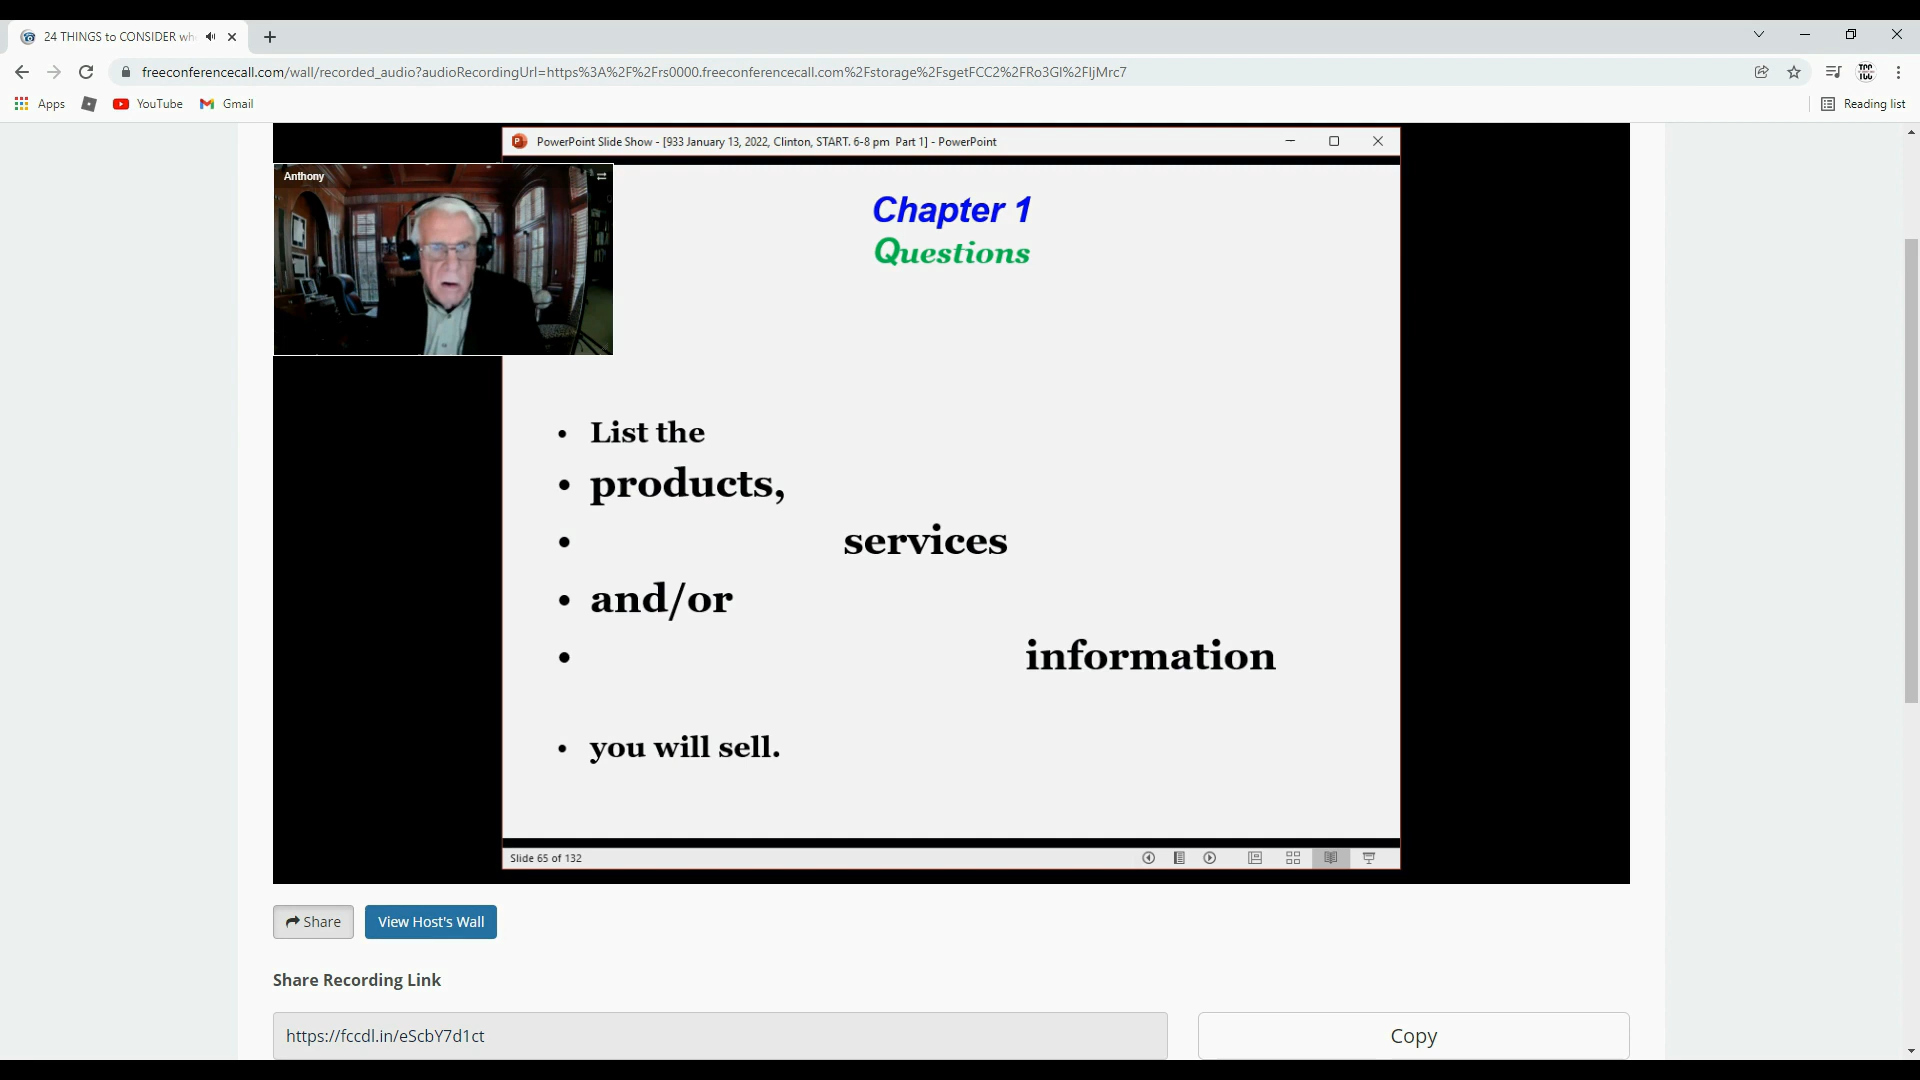 24 THINGS to CONSIDER wh
freeconferencecall.com/wall/recorded_audio?audioRecordingUrl=https%3A%2F%2Frs0000.freeconferencecall.com%2Fstorage%2FsgetFCC2%2FRo3Gl%2FljMrc7
Apps YouTube Gmail Reading list
PowerPoint Slide Show - [933 January 13, 2022, Clinton, START. 6-8 pm Part 1] - PowerPoint
Anthony
Chapter 1
Questions
• List the
• products,
• services
• and/or
• information
• you will sell.
Slide 65 of 132
Share View Host's Wall
Share Recording Link
https://fccdl.in/eScbY7d1ct Copy